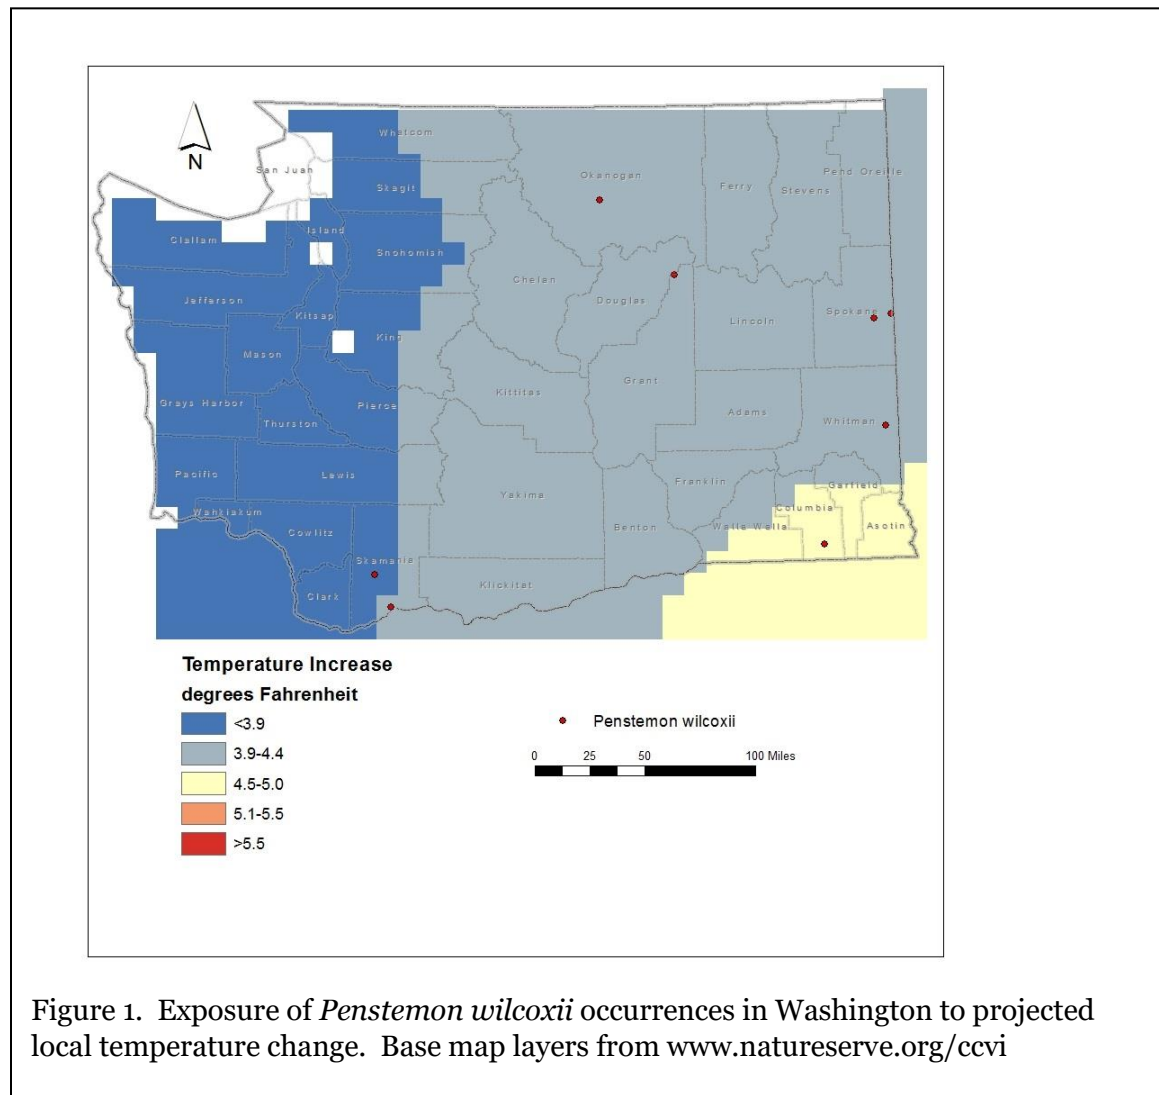 N
Whatcom
San Juan
Okanogan
Ferry
Stevens
Pend Oreille
Skagit
Island
Clallam
Snohomish
Chelan
Jefferson
Douglas
Kitsap
Lincoln
Spokane
King
Mason
Grant
Kittitas
Grays Harbor
Pierce
Adams
Whitman
Thurston
Pacific
Lewis
Yakima
Franklin
Garfield
Wahkiakum
Columbia
Cowlitz
Benton
Walla Walla
Asotin
Skamania
Klickitat
Clark
Temperature Increase
degrees Fahrenheit
<3.9
3.9-4.4
4.5-5.0
5.1-5.5
>5.5
Penstemon wilcoxii
0 25 50 100 Miles
Figure 1. Exposure of Penstemon wilcoxii occurrences in Washington to projected
local temperature change. Base map layers from www.natureserve.org/ccvi